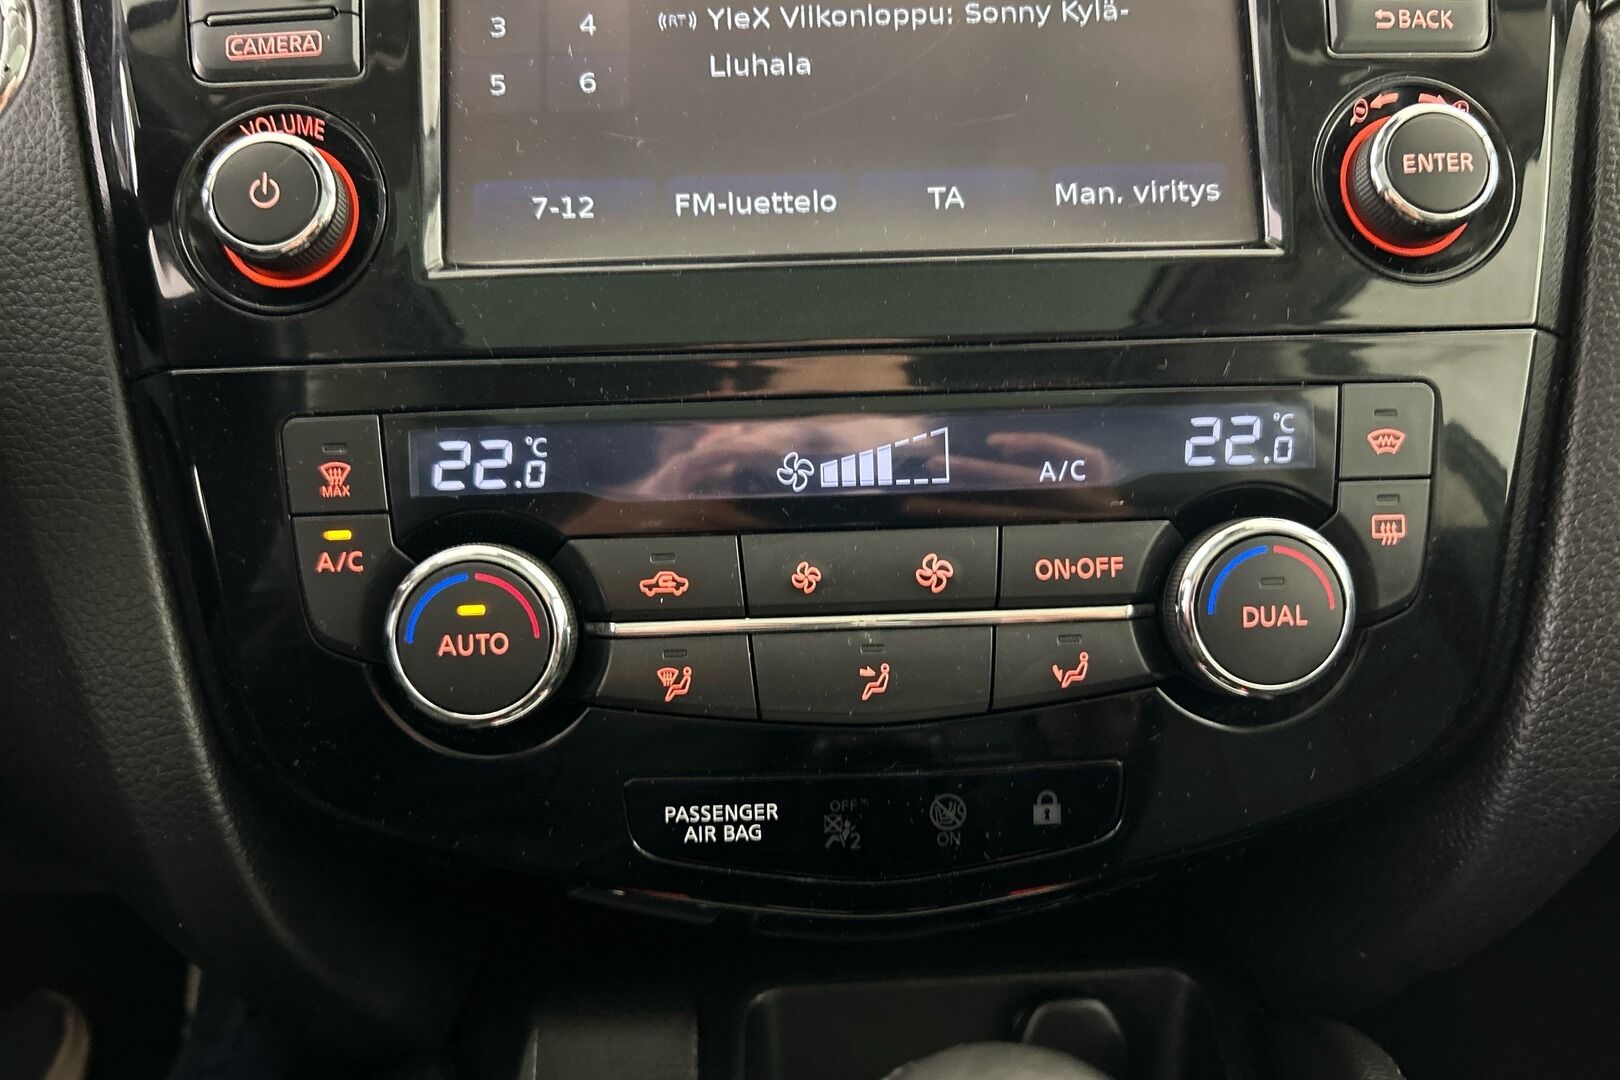 CAMERA
VOLUME
3 4
5 6
YleX Viikonloppu: Sonny Kylä-
Liuhala
7-12 FM-luettelo TA Man. viritys
BACK
ENTER
22.0 °C
A/C
22.0 °C
MAX
A/C
AUTO
ON·OFF
DUAL
PASSENGER
AIR BAG
OFF
2
ON